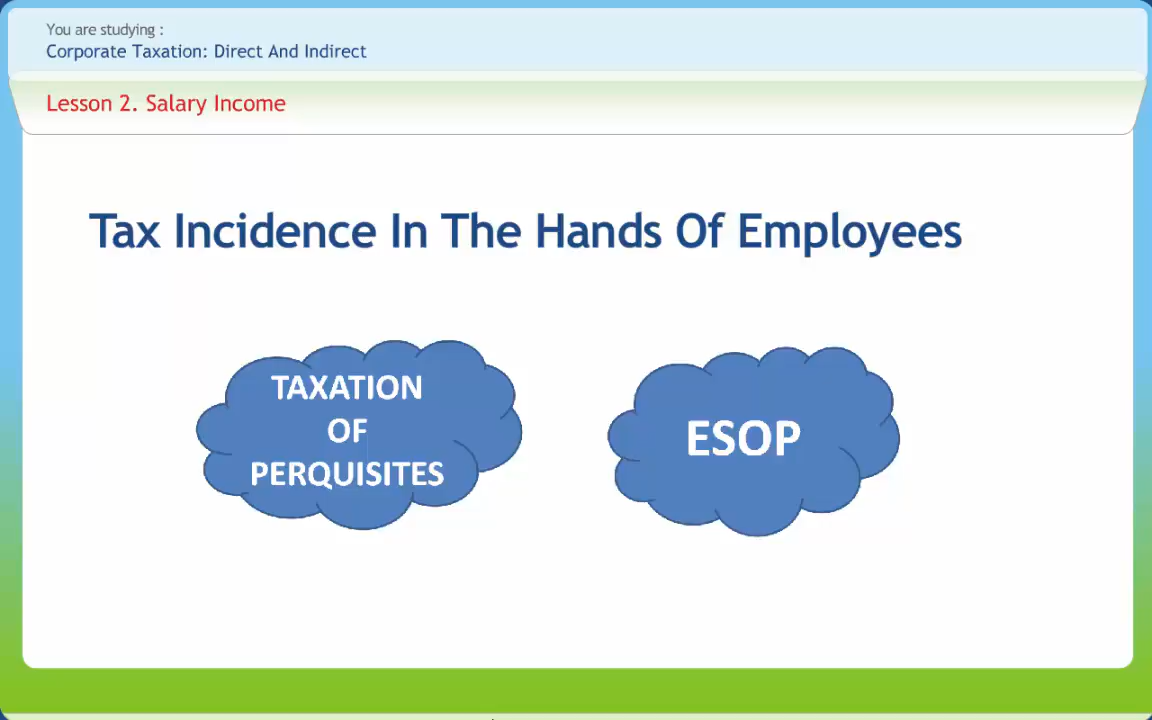 You are studying :
Corporate Taxation: Direct And Indirect
Lesson 2. Salary Income
Tax Incidence In The Hands Of Employees
TAXATION
OF
PERQUISITES
ESOP